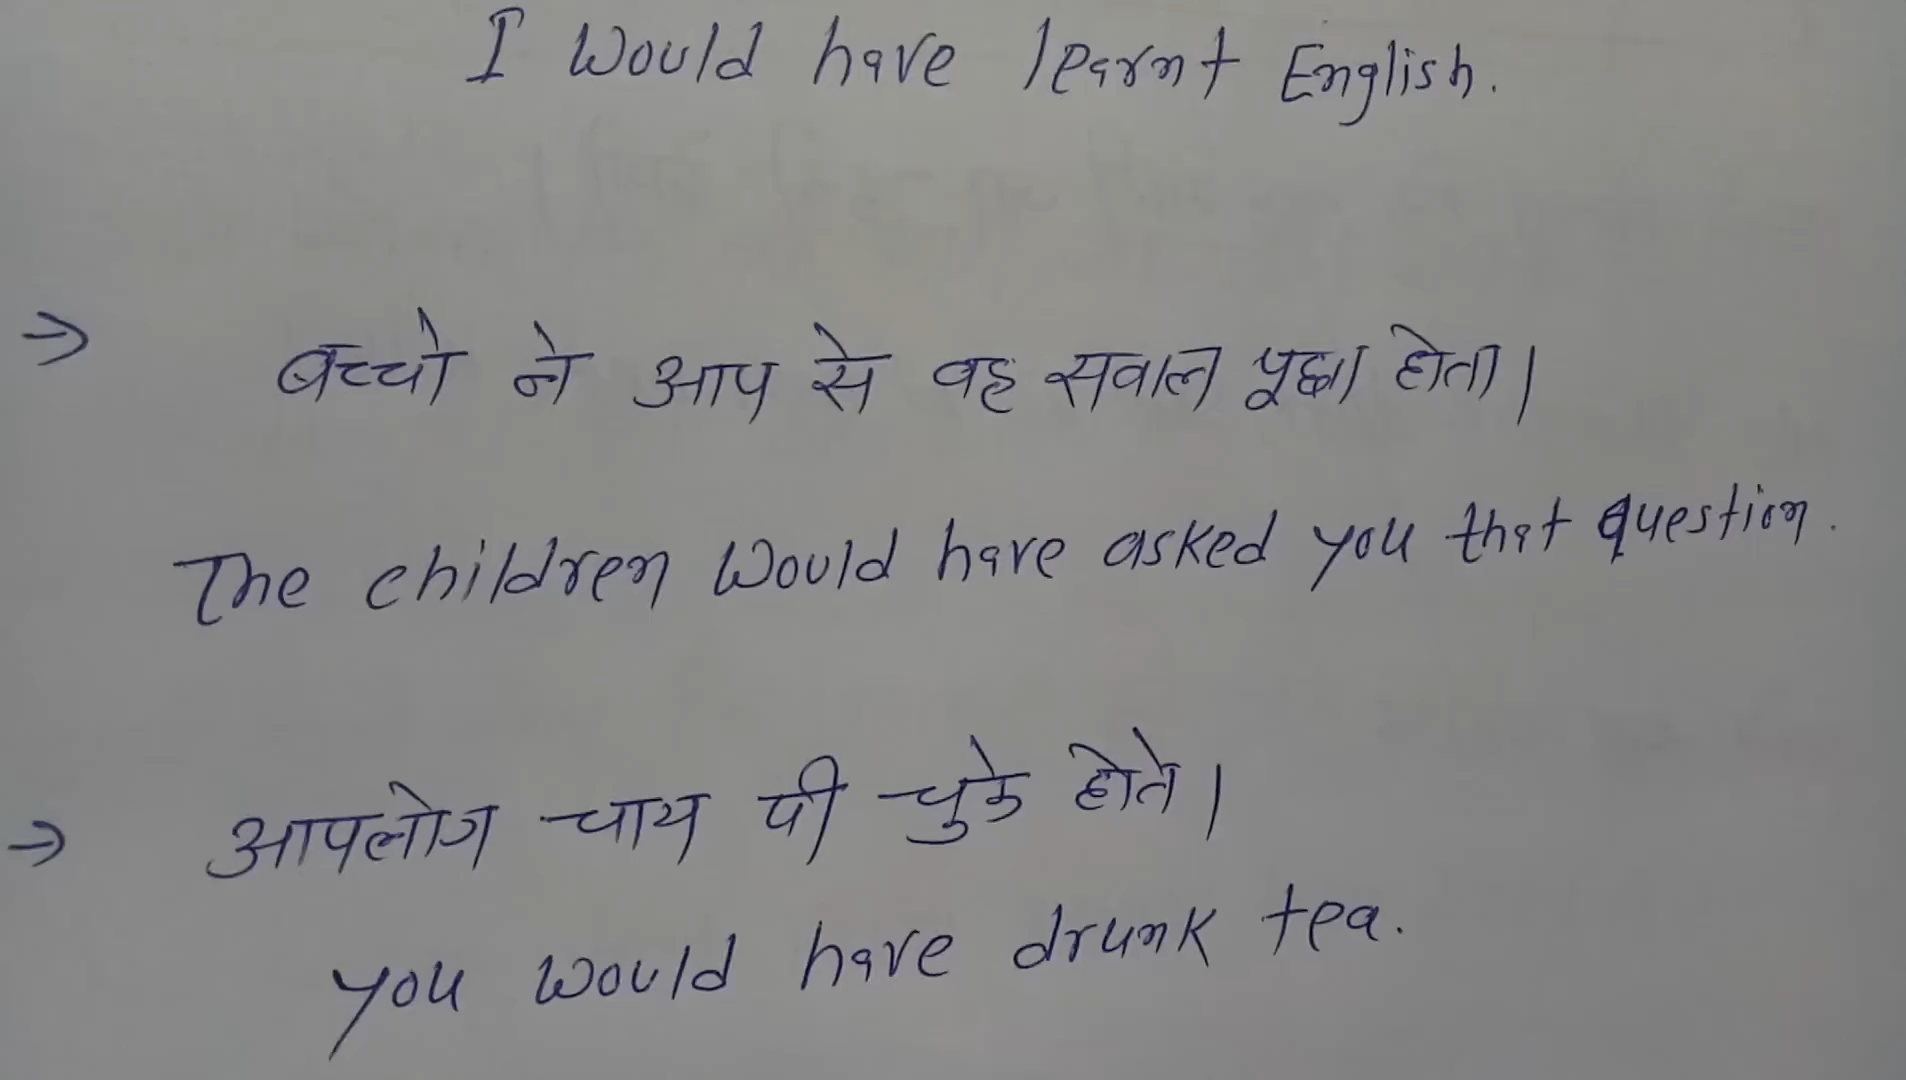 I would have learnt English.
⇒ बच्चो ने आप से वह सवाल पूछा होता।
The children would have asked you that question.
⇒ आपलोग चाय पी चुके होते।
you would have drunk tea.